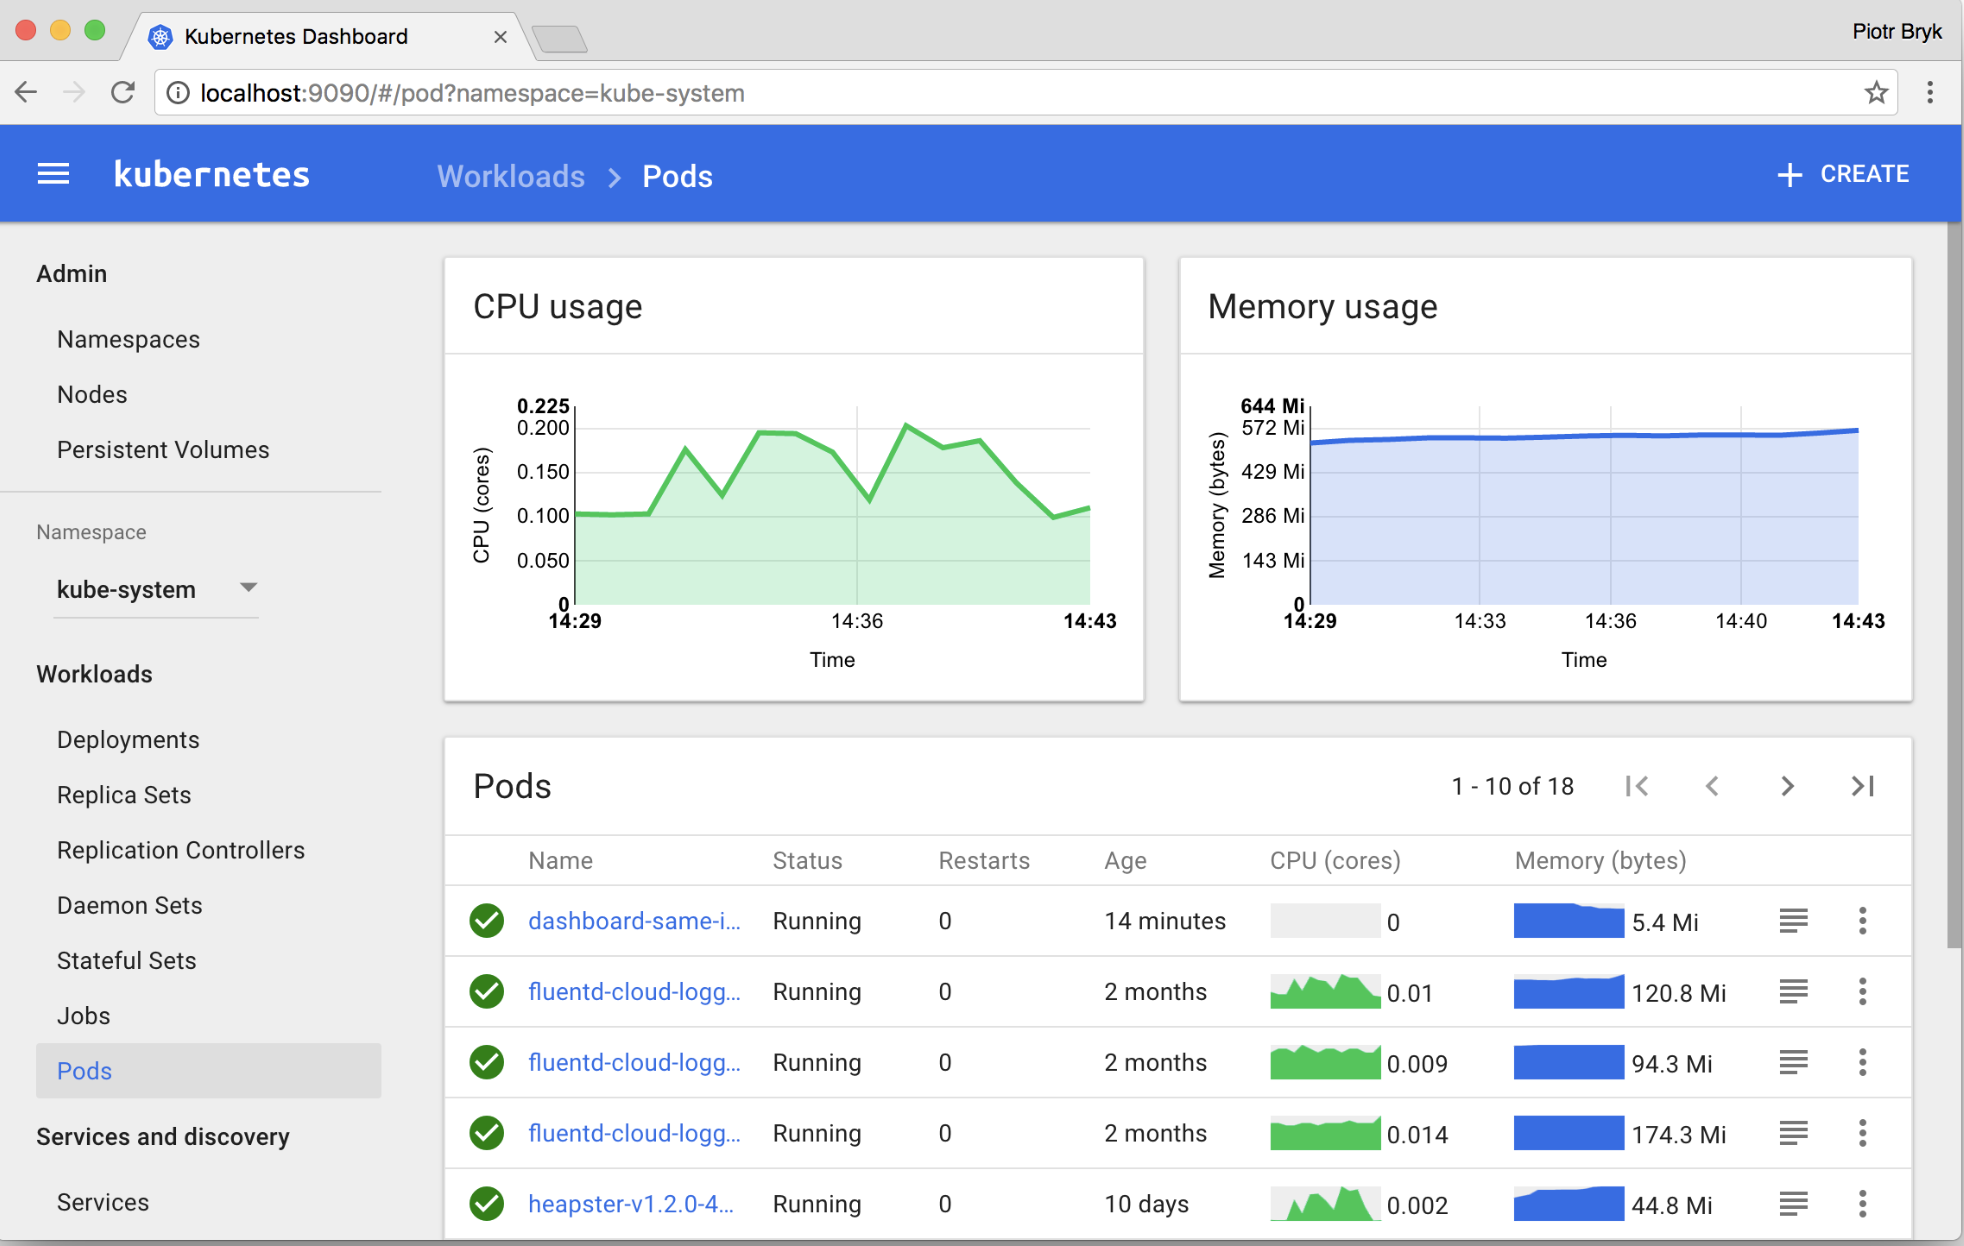 Kubernetes Dashboard
Piotr Bryk
localhost:9090/#/pod?namespace=kube-system
kubernetes
Workloads > Pods
+ CREATE
Admin
Namespaces
Nodes
Persistent Volumes
Namespace
kube-system
Workloads
Deployments
Replica Sets
Replication Controllers
Daemon Sets
Stateful Sets
Jobs
Pods
Services and discovery
Services
CPU usage
CPU (cores)
0.225
0.200
0.150
0.100
0.050
0
14:29 14:36 14:43
Time
Memory usage
Memory (bytes)
644 Mi
572 Mi
429 Mi
286 Mi
143 Mi
0
14:29 14:33 14:36 14:40 14:43
Time
Pods
1 - 10 of 18
Name Status Restarts Age CPU (cores) Memory (bytes)
dashboard-same-i... Running 0 14 minutes 0 5.4 Mi
fluentd-cloud-logg... Running 0 2 months 0.01 120.8 Mi
fluentd-cloud-logg... Running 0 2 months 0.009 94.3 Mi
fluentd-cloud-logg... Running 0 2 months 0.014 174.3 Mi
heapster-v1.2.0-4... Running 0 10 days 0.002 44.8 Mi